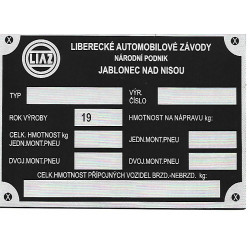 LIAZ
LIBERECKÉ AUTOMOBILOVÉ ZÁVODY
NÁRODNÍ PODNIK
JABLONEC NAD NISOU
TYP
VÝR. ČÍSLO
ROK VÝROBY 19
HMOTNOST NA NÁPRAVU kg:
CELK. HMOTNOST kg
JEDN.MONT.PNEU
JEDN.MONT.PNEU
DVOJ.MONT.PNEU
DVOJ.MONT.PNEU
CELK.HMOTNOST PŘÍPOJNÝCH VOZIDEL BRZD.-NEBRZD. kg: